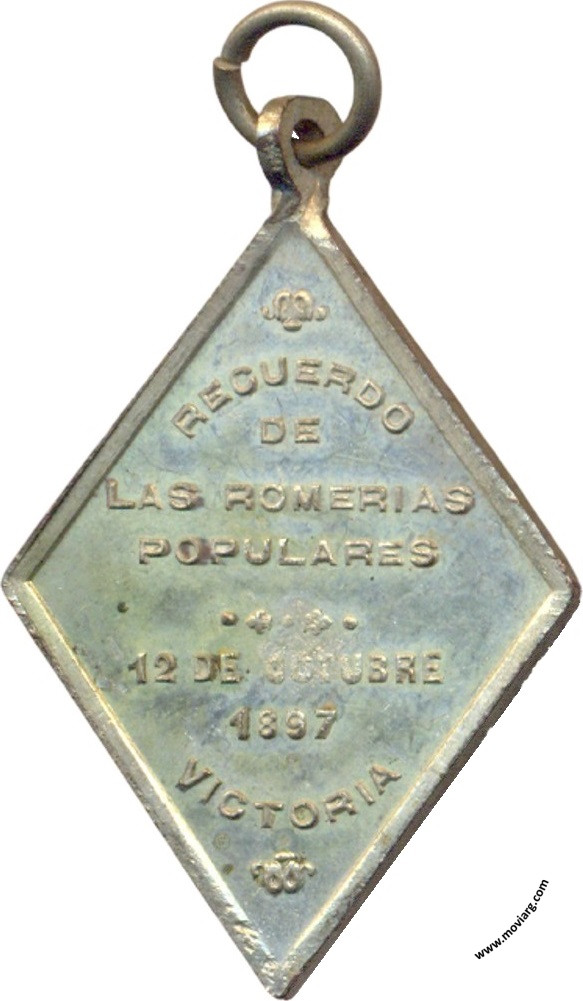 RECUERDO
DE
LAS ROMERIAS
POPULARES
12 DE OCTUBRE
1897
VICTORIA
www.moviarg.com